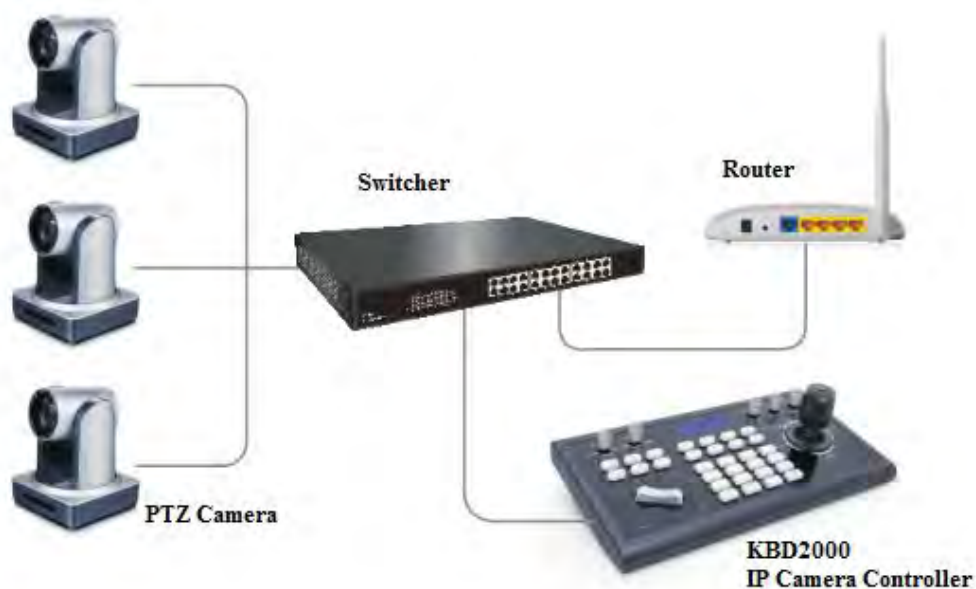 Switcher
Router
PTZ Camera
KBD2000
IP Camera Controller